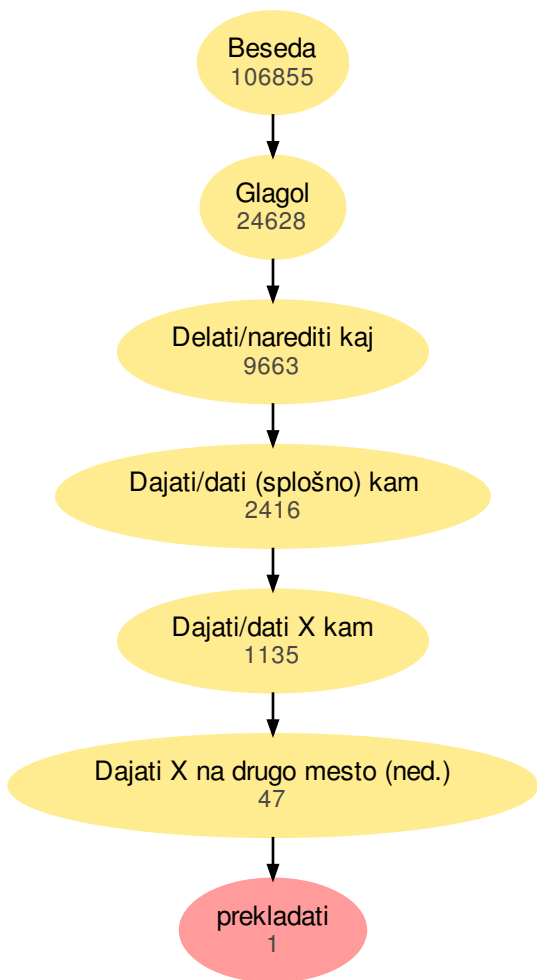 Beseda
106855
Glagol
24628
Delati/narediti kaj
9663
Dajati/dati (splošno) kam
2416
Dajati/dati X kam
1135
Dajati X na drugo mesto (ned.)
47
prekladati
1